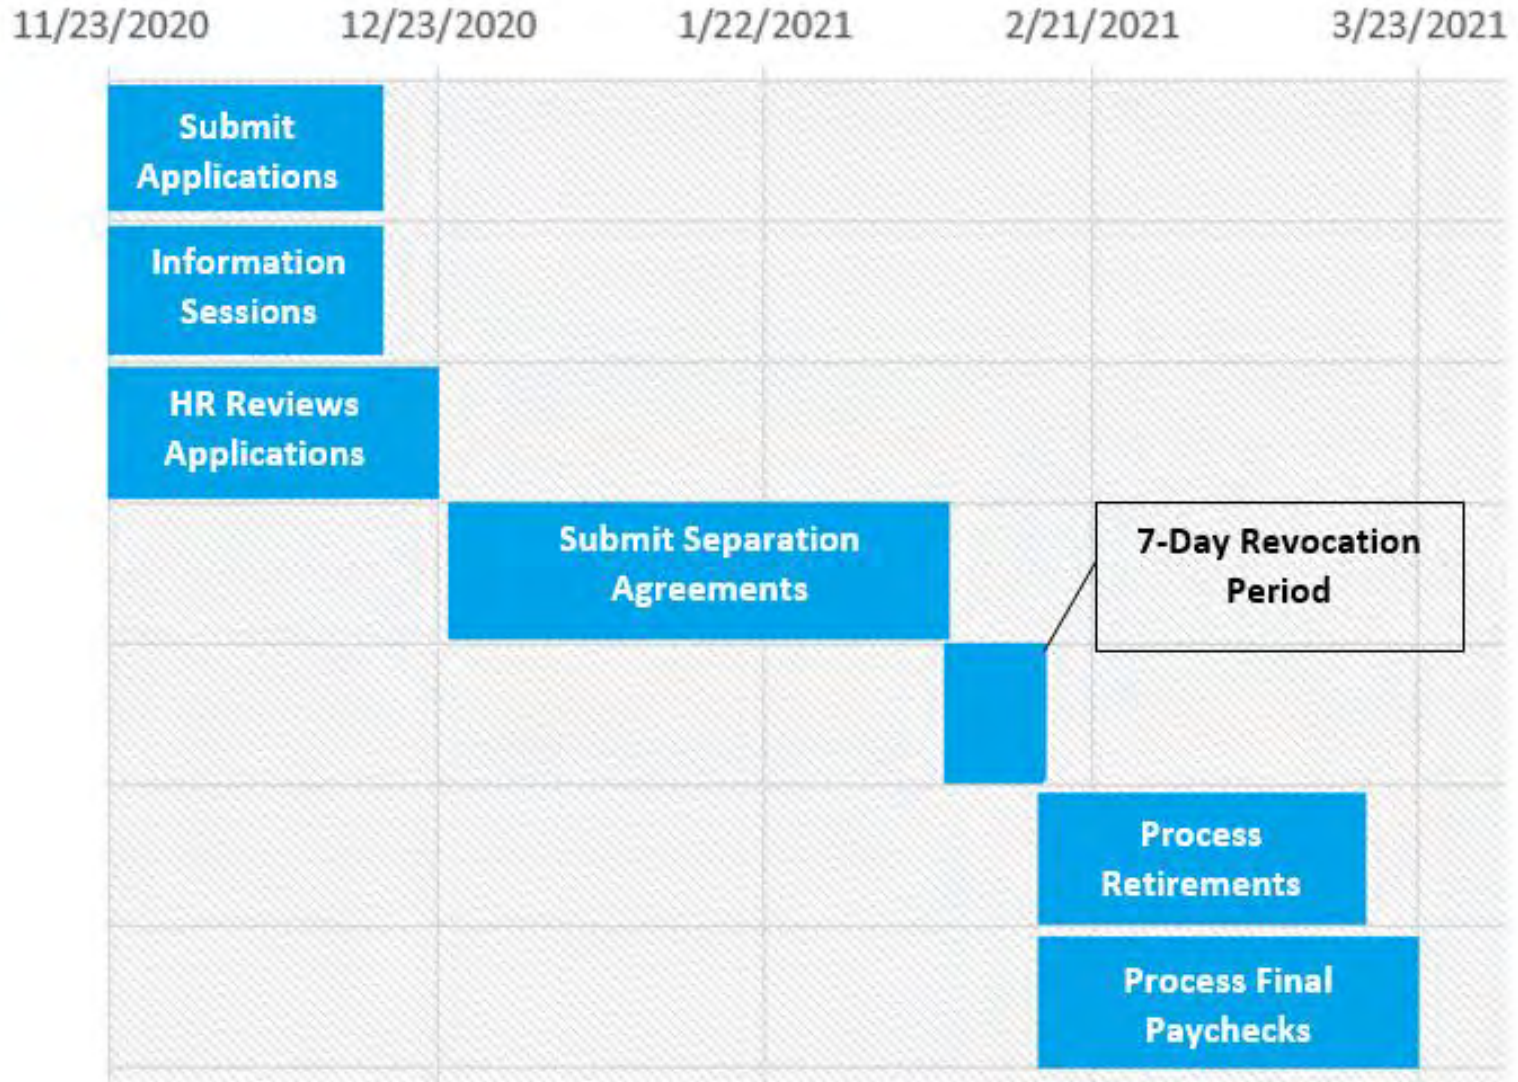 11/23/2020 12/23/2020 1/22/2021 2/21/2021 3/23/2021
Submit
Applications
Information
Sessions
HR Reviews
Applications
Submit Separation
Agreements
7-Day Revocation
Period
Process
Retirements
Process Final
Paychecks